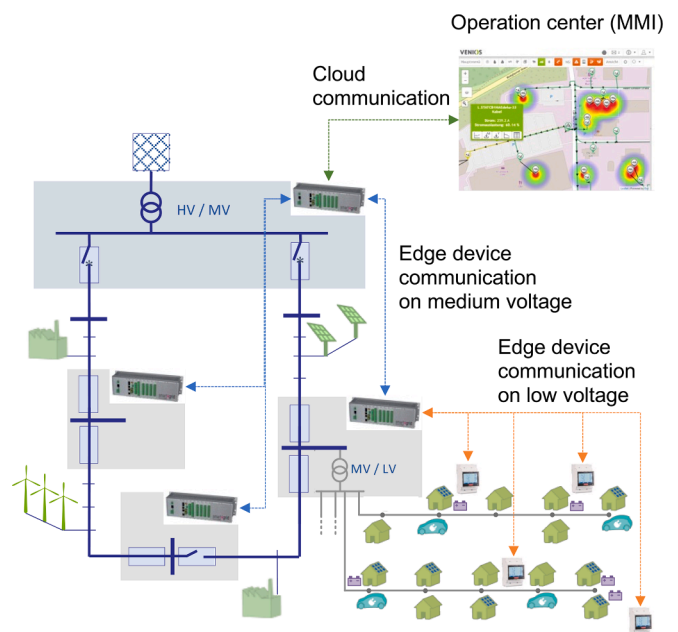 Operation center (MMI)
Cloud
communication
VENIOS
HV / MV
Edge device
communication
on medium voltage
Edge device
communication
on low voltage
MV / LV